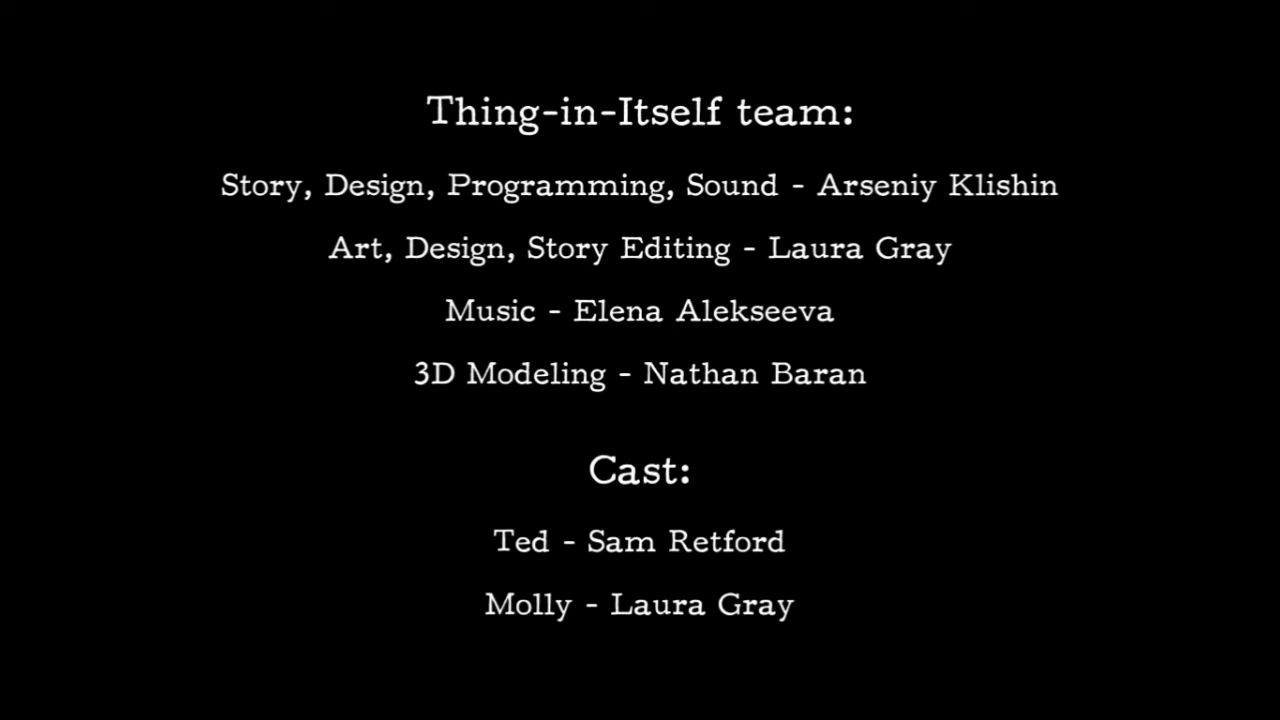 Thing-in-Itself team:
Story, Design, Programming, Sound - Arseniy Klishin
Art, Design, Story Editing - Laura Gray
Music - Elena Alekseeva
3D Modeling - Nathan Baran
Cast:
Ted - Sam Retford
Molly - Laura Gray